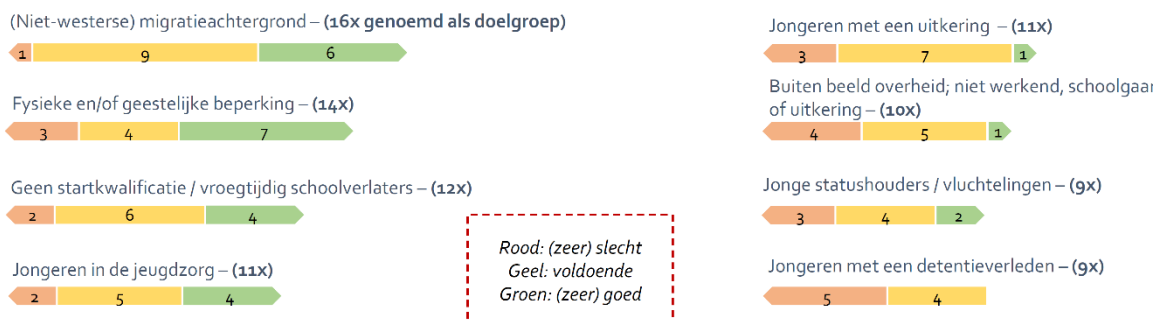 (Niet-westerse) migratieachtergrond – (16x genoemd als doelgroep)
1 9 6
Fysieke en/of geestelijke beperking – (14x)
3 4 7
Geen startkwalificatie / vroegtijdig schoolverlaters – (12x)
2 6 4
Jongeren in de jeugdzorg – (11x)
2 5 4
Rood: (zeer) slecht
Geel: voldoende
Groen: (zeer) goed
Jongeren met een uitkering – (11x)
3 7 1
Buiten beeld overheid; niet werkend, schoolgaar
of uitkering – (10x)
4 5 1
Jonge statushouders / vluchtelingen – (9x)
3 4 2
Jongeren met een detentieverleden – (9x)
5 4